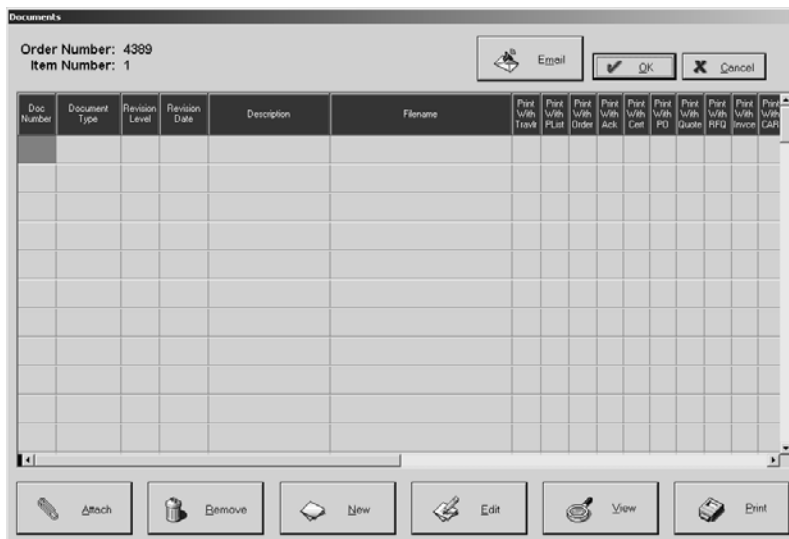 Documents
Order Number: 4389
Item Number: 1
Email
OK
Cancel
Doc Number
Document Type
Revision Level
Revision Date
Description
Filename
Print With Travlr
Print With PList
Print With Order
Print With Ack
Print With Cert
Print With PO
Print With Quote
Print With RFQ
Print With Invce
Print With CAR
Attach
Remove
New
Edit
View
Print